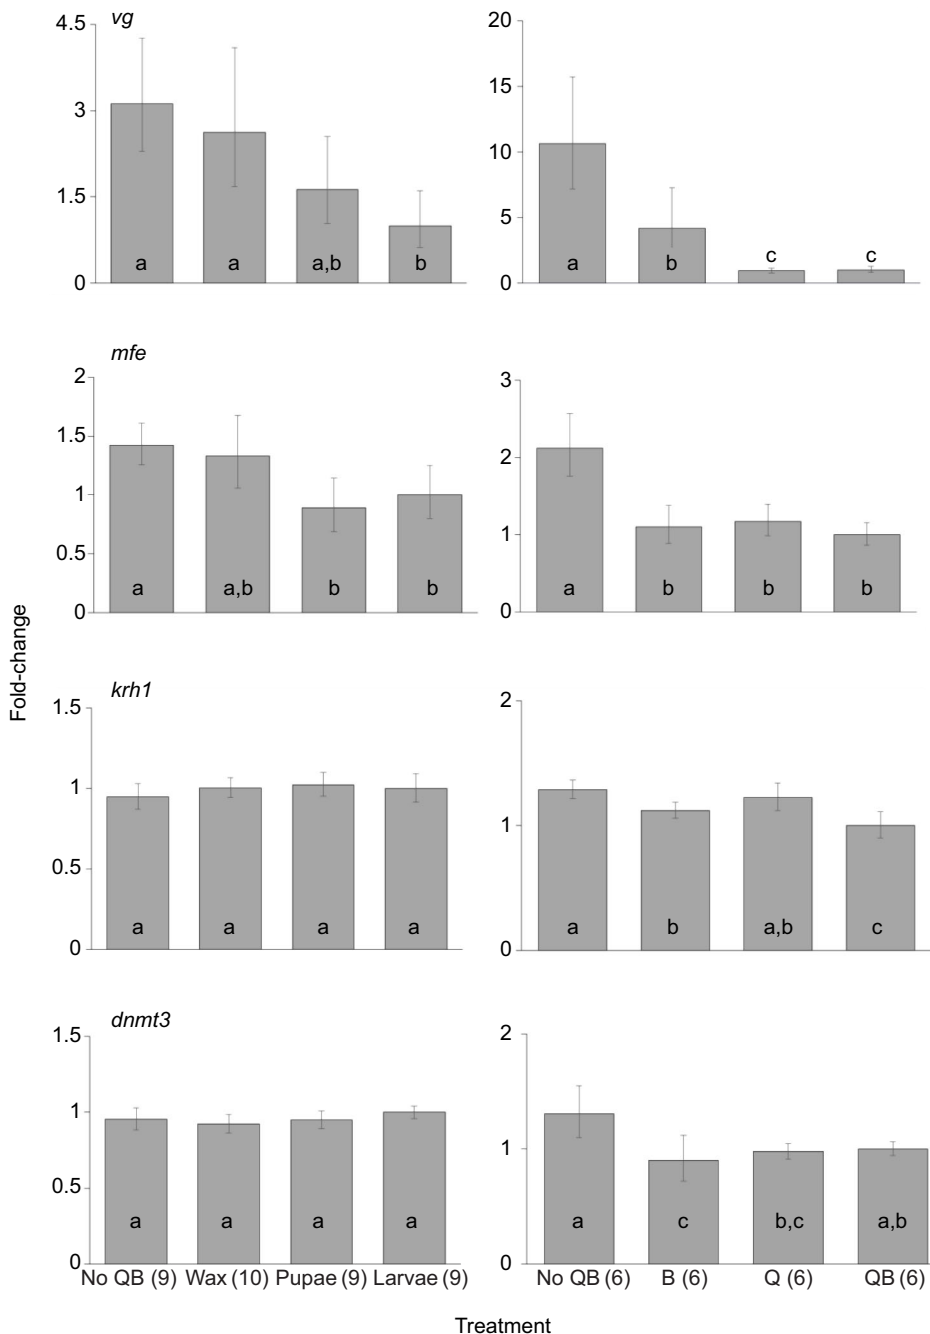 vg
4.5
3
1.5
0
a
a
a,b
b
20
15
10
5
0
a
b
c
c
mfe
2
1.5
1
0.5
0
a
a,b
b
b
3
2
1
0
a
b
b
b
Fold-change
krh1
1.5
1
0.5
0
a
a
a
a
2
1
0
a
b
a,b
c
dnmt3
1.5
1
0.5
0
a
a
a
a
No QB (9) Wax (10) Pupae (9) Larvae (9)
2
1
0
a
c
b,c
a,b
No QB (6) B (6) Q (6) QB (6)
Treatment